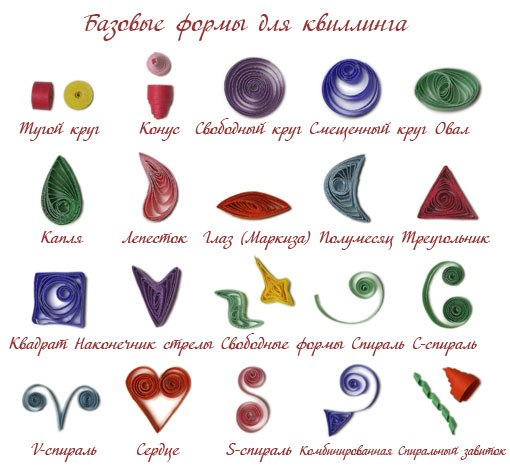 Базовые формы для квиллинга
Тугой круг Конус Свободный круг Смещенный круг Овал
Капля Лепесток Глаз (Маркиза) Полумесяц Треугольник
Квадрат Наконечник стрелы Свободные формы Спираль С-спираль
V-спираль Сердце S-спираль Комбинированная Спиральный завиток